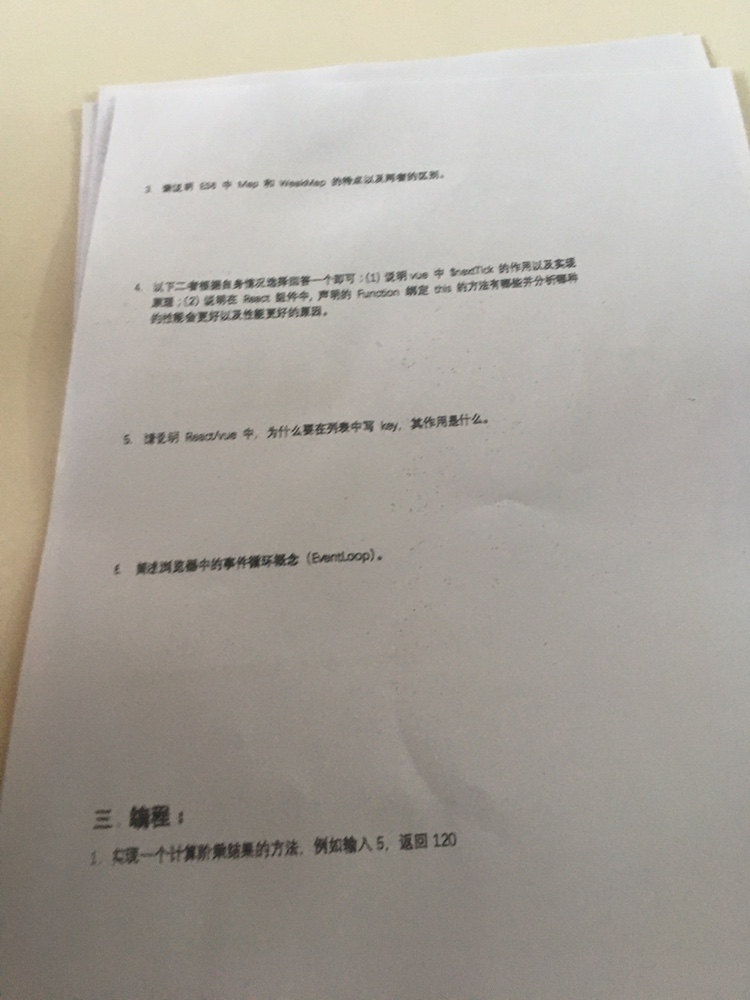 3. 请说明 ES6 中 Map 和 WeakMap 的特点以及两者的区别。
4. 以下二者根据自身情况选择回答一个即可:(1) 说明 vue 中 $nextTick 的作用以及实现
原理;(2) 说明在 React 组件中, 声明的 Function 绑定 this 的方法有哪些并分析哪种
的性能会更好以及性能更好的原因。
5. 请说明 React/vue 中, 为什么要在列表中写 key, 其作用是什么。
6. 阐述浏览器中的事件循环概念 (EventLoop)。
三. 编程:
1. 实现一个计算阶乘结果的方法, 例如输入 5, 返回 120